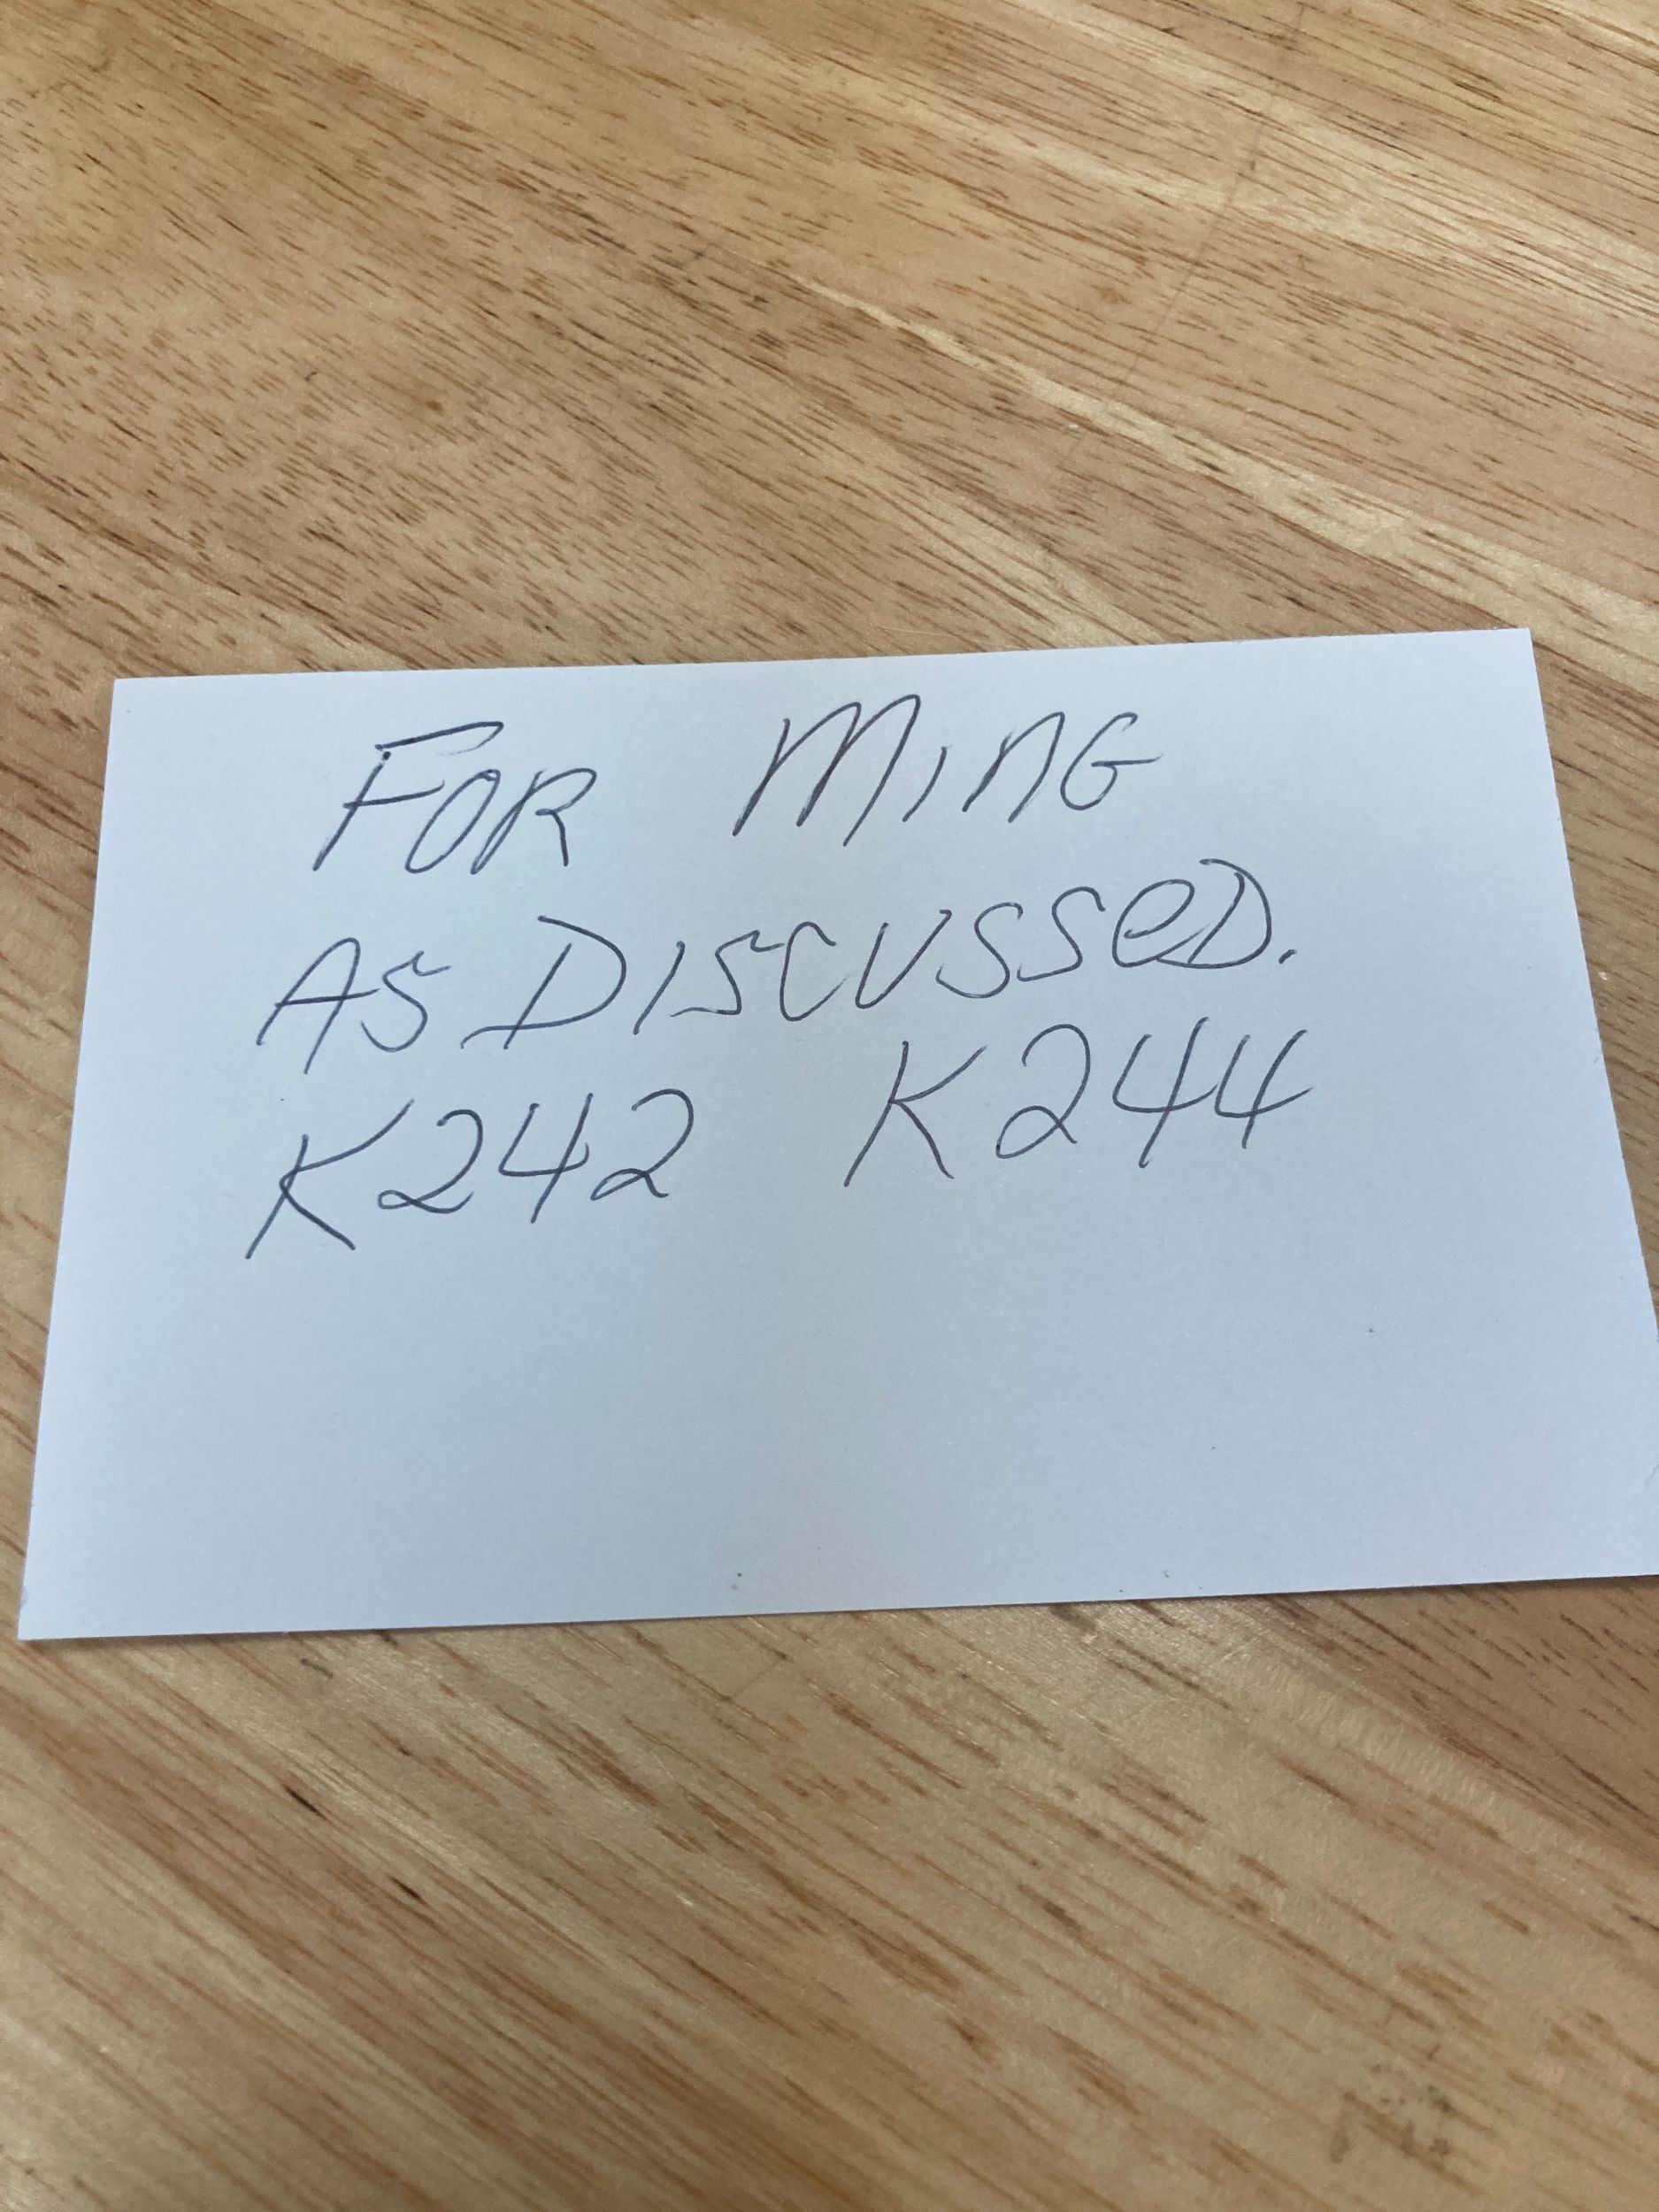 FOR MING
AS DISCUSSED.
K242 K244